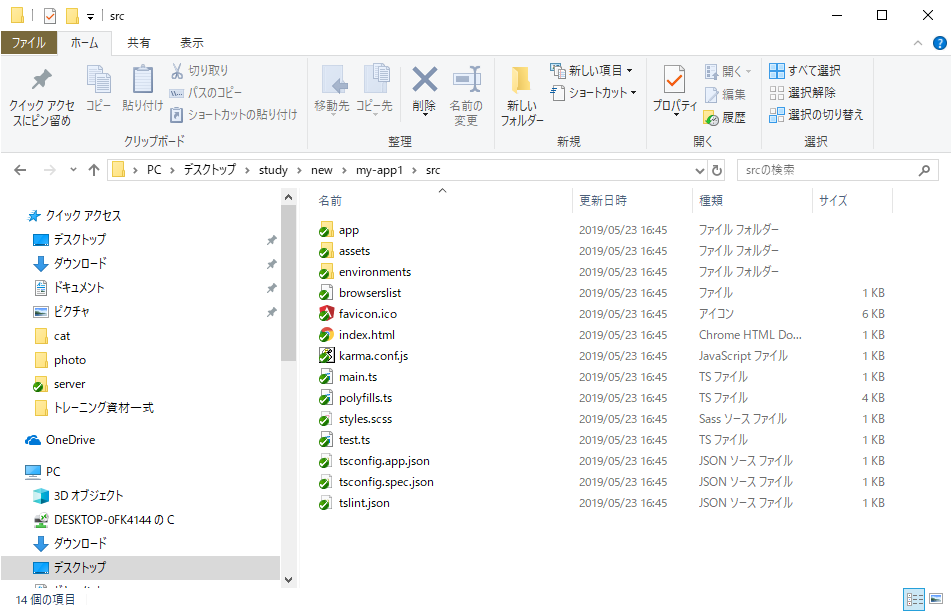 src
ファイル ホーム 共有 表示
クイック アクセスにピン留め
コピー
貼り付け
切り取り
パスのコピー
ショートカットの貼り付け
クリップボード
移動先
コピー先
削除
名前の変更
整理
新しいフォルダー
新しい項目
ショートカット
新規
プロパティ
開く
編集
履歴
開く
すべて選択
選択解除
選択の切り替え
選択
PC > デスクトップ > study > new > my-app1 > src
srcの検索
クイック アクセス
デスクトップ
ダウンロード
ドキュメント
ピクチャ
cat
photo
server
トレーニング資材一式
OneDrive
PC
3D オブジェクト
DESKTOP-0FK4144 の C
ダウンロード
デスクトップ
名前 更新日時 種類 サイズ
app 2019/05/23 16:45 ファイル フォルダー
assets 2019/05/23 16:45 ファイル フォルダー
environments 2019/05/23 16:45 ファイル フォルダー
browserslist 2019/05/23 16:45 ファイル 1 KB
favicon.ico 2019/05/23 16:45 アイコン 6 KB
index.html 2019/05/23 16:45 Chrome HTML Do... 1 KB
karma.conf.js 2019/05/23 16:45 JavaScript ファイル 1 KB
main.ts 2019/05/23 16:45 TS ファイル 1 KB
polyfills.ts 2019/05/23 16:45 TS ファイル 4 KB
styles.scss 2019/05/23 16:45 Sass ソース ファイル 1 KB
test.ts 2019/05/23 16:45 TS ファイル 1 KB
tsconfig.app.json 2019/05/23 16:45 JSON ソース ファイル 1 KB
tsconfig.spec.json 2019/05/23 16:45 JSON ソース ファイル 1 KB
tslint.json 2019/05/23 16:45 JSON ソース ファイル 1 KB
14 個の項目